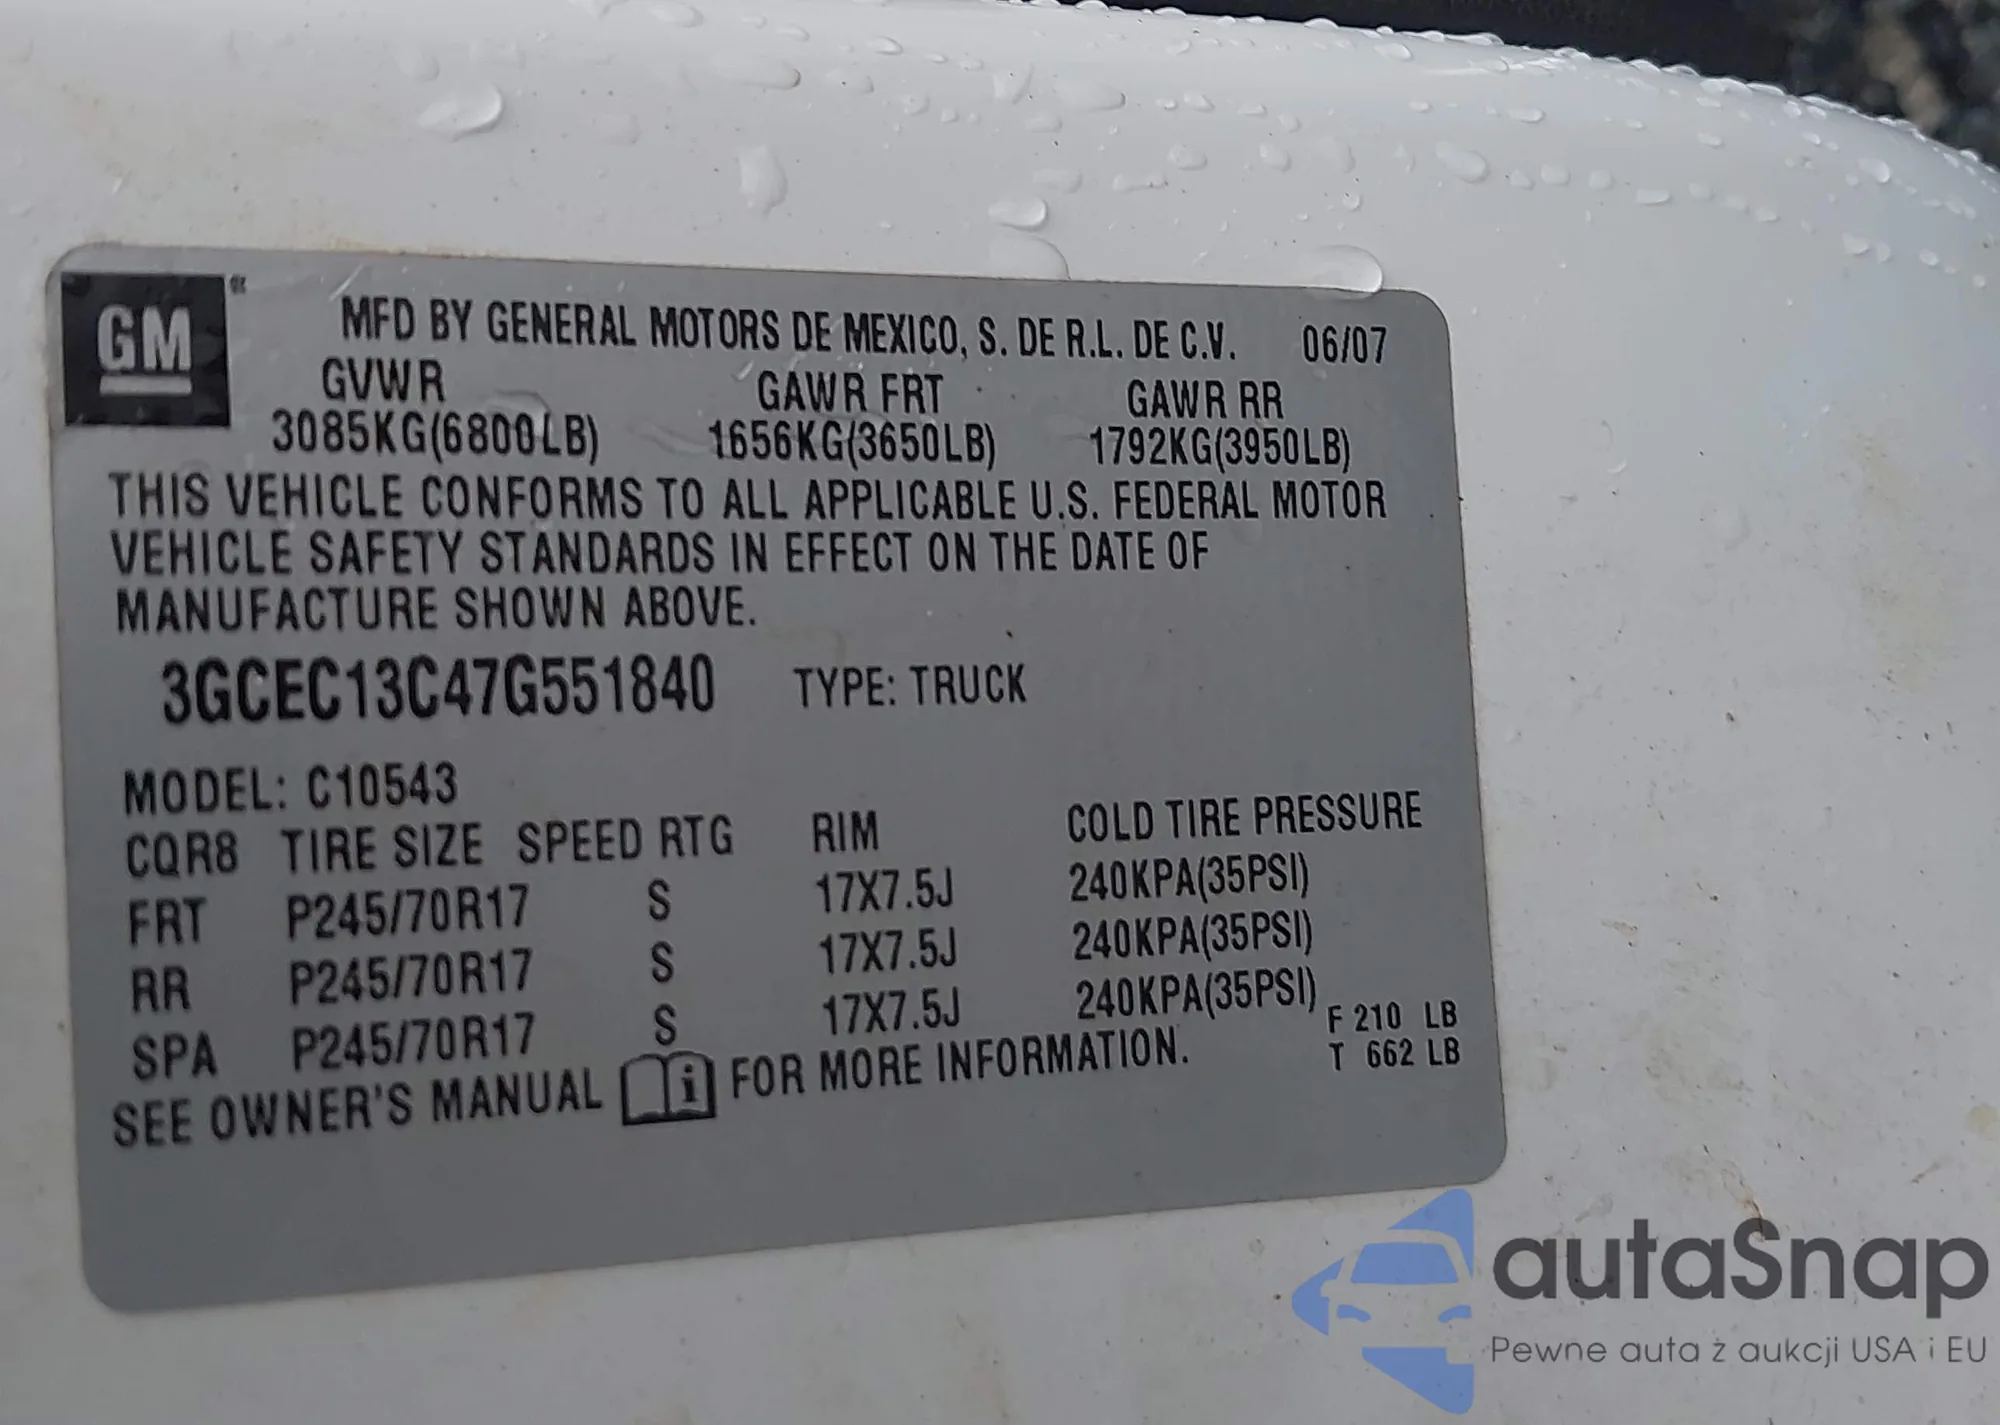 GM
MFD BY GENERAL MOTORS DE MEXICO, S. DE R.L. DE C.V. 06/07
GVWR GAWR FRT GAWR RR
3085KG(6800LB) 1656KG(3650LB) 1792KG(3950LB)
THIS VEHICLE CONFORMS TO ALL APPLICABLE U.S. FEDERAL MOTOR
VEHICLE SAFETY STANDARDS IN EFFECT ON THE DATE OF
MANUFACTURE SHOWN ABOVE.
3GCEC13C47G551840 TYPE: TRUCK
MODEL: C10543
CQR8 TIRE SIZE SPEED RTG RIM COLD TIRE PRESSURE
FRT P245/70R17 S 17X7.5J 240KPA(35PSI)
RR P245/70R17 S 17X7.5J 240KPA(35PSI)
SPA P245/70R17 S 17X7.5J 240KPA(35PSI)
F 210 LB
T 662 LB
SEE OWNER'S MANUAL i FOR MORE INFORMATION.
autaSnap
Pewne auta z aukcji USA i EU